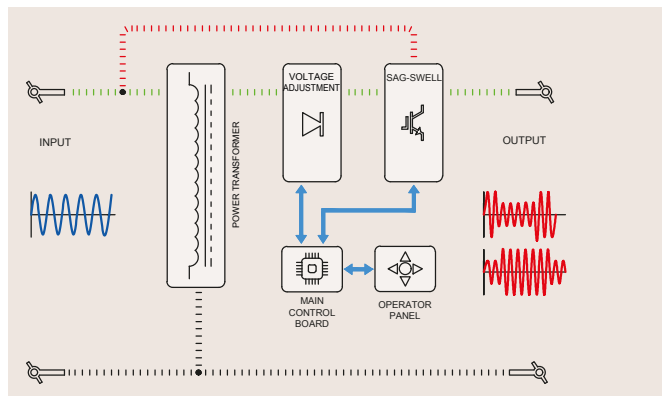 VOLTAGE
ADJUSTMENT
SAG-SWELL
INPUT
POWER TRANSFORMER
OUTPUT
MAIN
CONTROL
BOARD
OPERATOR
PANEL